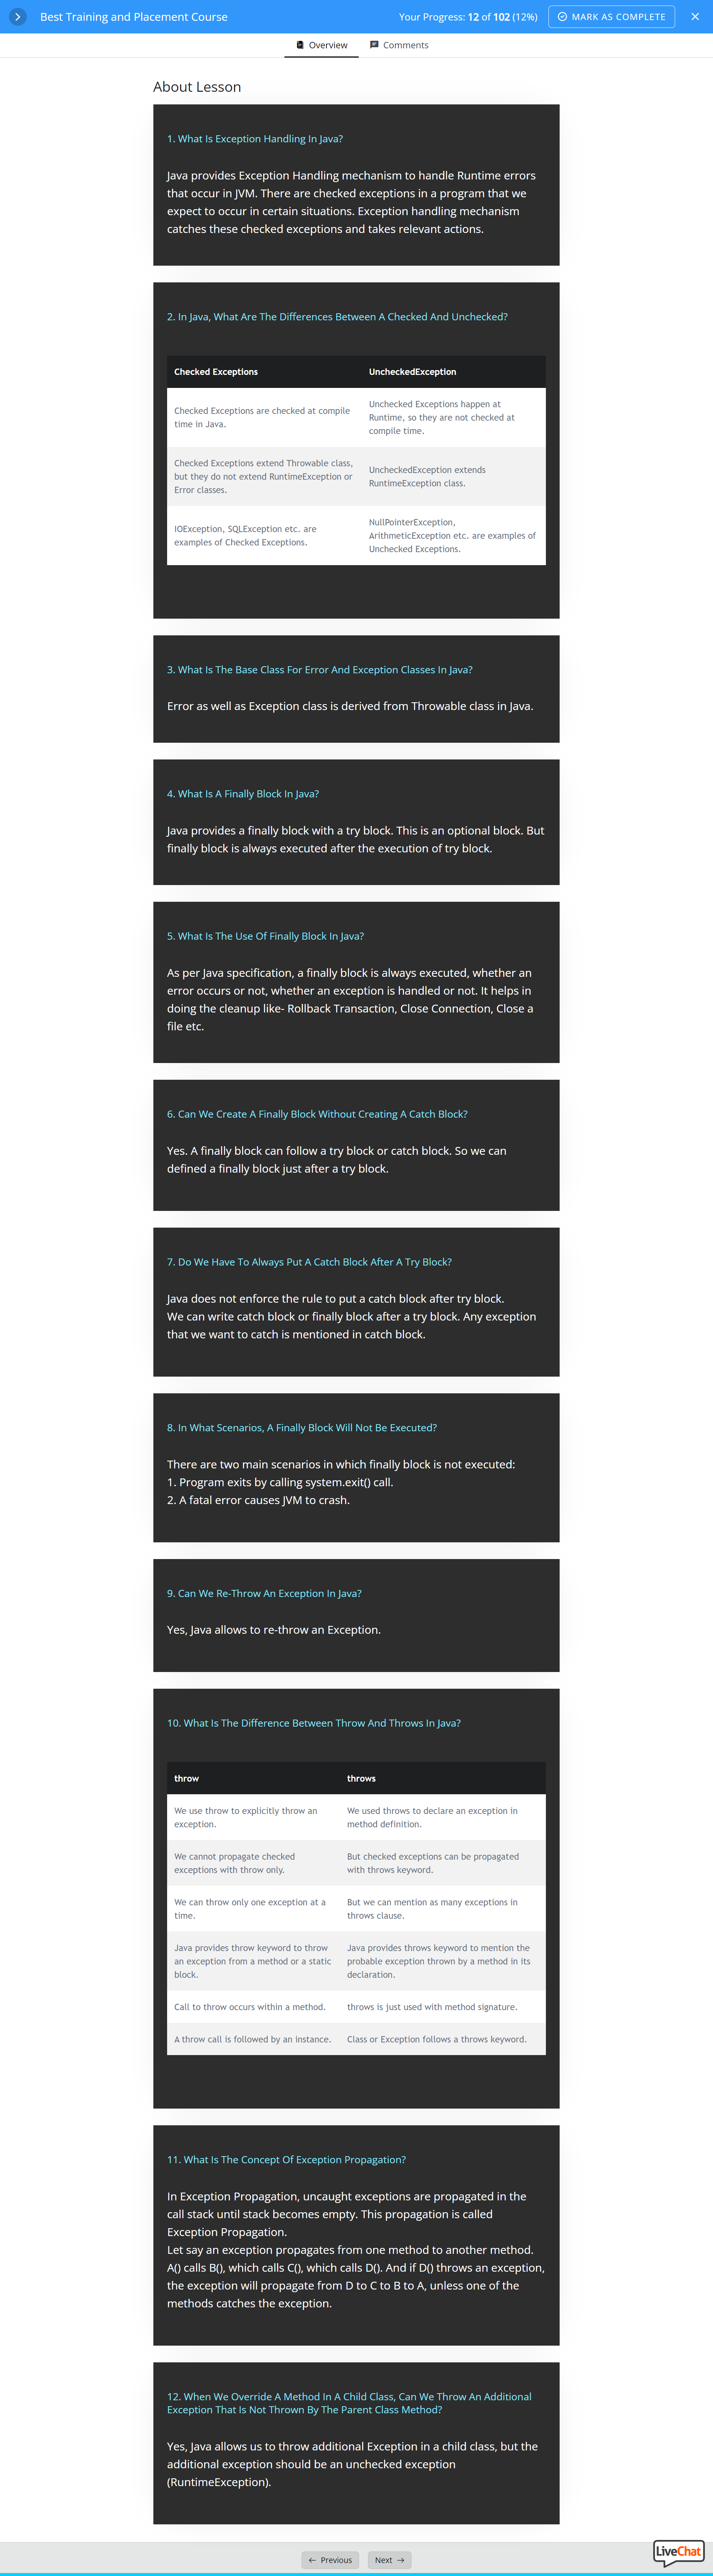 Best Training and Placement Course
Your Progress: 12 of 102 (12%)
MARK AS COMPLETE
Overview
Comments
About Lesson
1. What Is Exception Handling In Java?
Java provides Exception Handling mechanism to handle Runtime errors
that occur in JVM. There are checked exceptions in a program that we
expect to occur in certain situations. Exception handling mechanism
catches these checked exceptions and takes relevant actions.
2. In Java, What Are The Differences Between A Checked And Unchecked?
Checked Exceptions
UncheckedException
Checked Exceptions are checked at compile
time in Java.
Unchecked Exceptions happen at
Runtime, so they are not checked at
compile time.
Checked Exceptions extend Throwable class,
but they do not extend RuntimeException or
Error classes.
UncheckedException extends
RuntimeException class.
IOException, SQLException etc. are
examples of Checked Exceptions.
NullPointerException,
ArithmeticException etc. are examples of
Unchecked Exceptions.
3. What Is The Base Class For Error And Exception Classes In Java?
Error as well as Exception class is derived from Throwable class in Java.
4. What Is A Finally Block In Java?
Java provides a finally block with a try block. This is an optional block. But
finally block is always executed after the execution of try block.
5. What Is The Use Of Finally Block In Java?
As per Java specification, a finally block is always executed, whether an
error occurs or not, whether an exception is handled or not. It helps in
doing the cleanup like- Rollback Transaction, Close Connection, Close a
file etc.
6. Can We Create A Finally Block Without Creating A Catch Block?
Yes. A finally block can follow a try block or catch block. So we can
defined a finally block just after a try block.
7. Do We Have To Always Put A Catch Block After A Try Block?
Java does not enforce the rule to put a catch block after try block.
We can write catch block or finally block after a try block. Any exception
that we want to catch is mentioned in catch block.
8. In What Scenarios, A Finally Block Will Not Be Executed?
There are two main scenarios in which finally block is not executed:
1. Program exits by calling system.exit() call.
2. A fatal error causes JVM to crash.
9. Can We Re-Throw An Exception In Java?
Yes, Java allows to re-throw an Exception.
10. What Is The Difference Between Throw And Throws In Java?
throw
throws
We use throw to explicitly throw an
exception.
We used throws to declare an exception in
method definition.
We cannot propagate checked
exceptions with throw only.
But checked exceptions can be propagated
with throws keyword.
We can throw only one exception at a
time.
But we can mention as many exceptions in
throws clause.
Java provides throw keyword to throw
an exception from a method or a static
block.
Java provides throws keyword to mention the
probable exception thrown by a method in its
declaration.
Call to throw occurs within a method.
throws is just used with method signature.
A throw call is followed by an instance.
Class or Exception follows a throws keyword.
11. What Is The Concept Of Exception Propagation?
In Exception Propagation, uncaught exceptions are propagated in the
call stack until stack becomes empty. This propagation is called
Exception Propagation.
Let say an exception propagates from one method to another method.
A() calls B(), which calls C(), which calls D(). And if D() throws an exception,
the exception will propagate from D to C to B to A, unless one of the
methods catches the exception.
12. When We Override A Method In A Child Class, Can We Throw An Additional
Exception That Is Not Thrown By The Parent Class Method?
Yes, Java allows us to throw additional Exception in a child class, but the
additional exception should be an unchecked exception
(RuntimeException).
Previous
Next
LiveChat